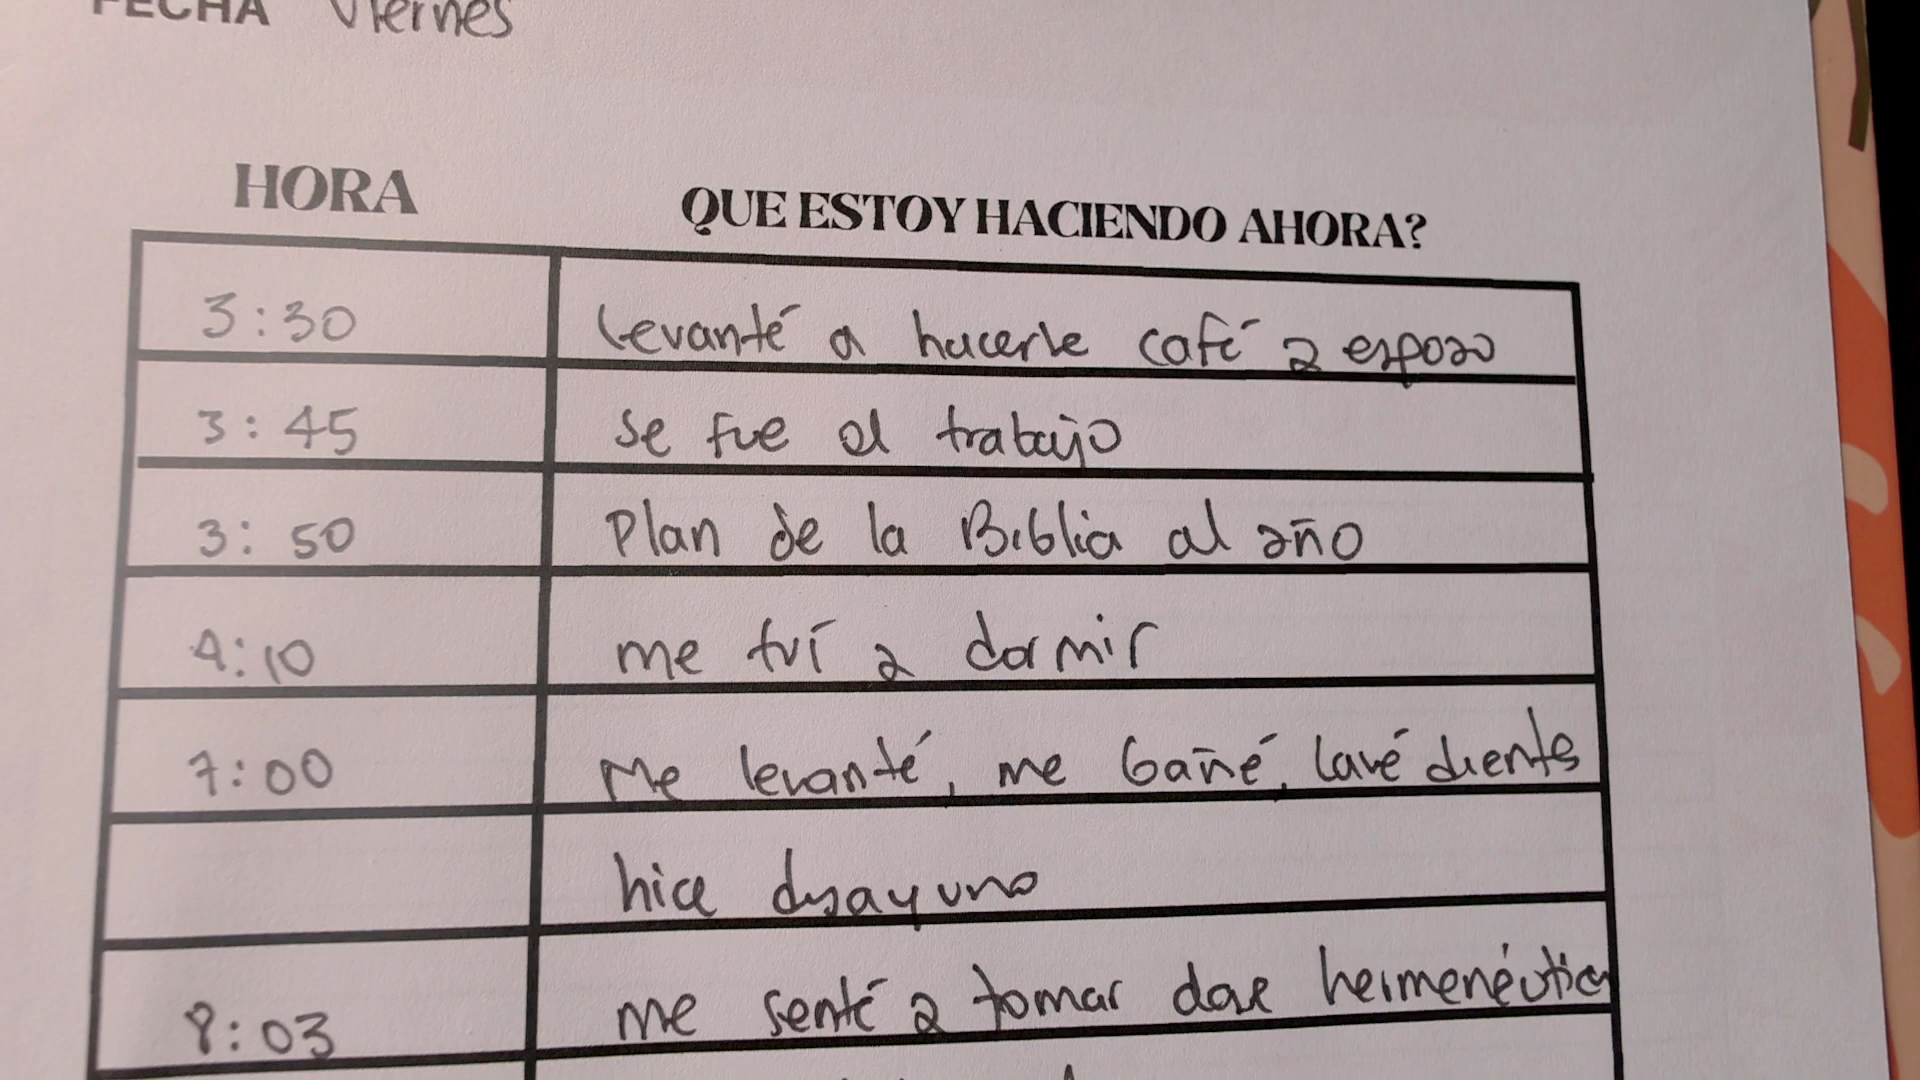 FECHA Viernes
HORA QUE ESTOY HACIENDO AHORA?
3:30 Levanté a hacerle café a esposo
3:45 se fue al trabajo
3:50 Plan de la Biblia al año
4:10 me fuí a dormir
7:00 Me levanté, me bañé, lavé dientes
hice desayuno
8:03 me senté a tomar clase hermenéutica